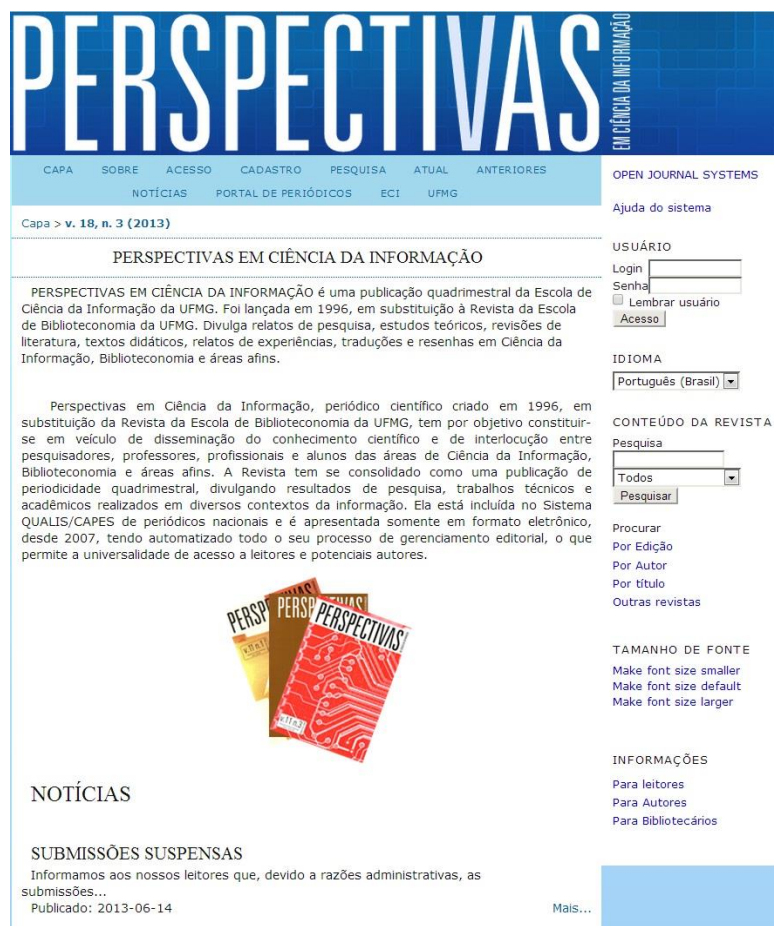 PERSPECTIVAS
EM CIÊNCIA DA INFORMAÇÃO
CAPA SOBRE ACESSO CADASTRO PESQUISA ATUAL ANTERIORES
NOTÍCIAS PORTAL DE PERIÓDICOS ECI UFMG
Capa > v. 18, n. 3 (2013)
PERSPECTIVAS EM CIÊNCIA DA INFORMAÇÃO
PERSPECTIVAS EM CIÊNCIA DA INFORMAÇÃO é uma publicação quadrimestral da Escola de
Ciência da Informação da UFMG. Foi lançada em 1996, em substituição à Revista da Escola
de Biblioteconomia da UFMG. Divulga relatos de pesquisa, estudos teóricos, revisões de
literatura, textos didáticos, relatos de experiências, traduções e resenhas em Ciência da
Informação, Biblioteconomia e áreas afins.
Perspectivas em Ciência da Informação, periódico científico criado em 1996, em
substituição da Revista da Escola de Biblioteconomia da UFMG, tem por objetivo constituir-
se em veículo de disseminação do conhecimento científico e de interlocução entre
pesquisadores, professores, profissionais e alunos das áreas de Ciência da Informação,
Biblioteconomia e áreas afins. A Revista tem se consolidado como uma publicação de
periodicidade quadrimestral, divulgando resultados de pesquisa, trabalhos técnicos e
acadêmicos realizados em diversos contextos da informação. Ela está incluída no Sistema
QUALIS/CAPES de periódicos nacionais e é apresentada somente em formato eletrônico,
desde 2007, tendo automatizado todo o seu processo de gerenciamento editorial, o que
permite a universalidade de acesso a leitores e potenciais autores.
PERSPECTIVAS
v.11 n.3
NOTÍCIAS
SUBMISSÕES SUSPENSAS
Informamos aos nossos leitores que, devido a razões administrativas, as
submissões...
Publicado: 2013-06-14 Mais...
OPEN JOURNAL SYSTEMS
Ajuda do sistema
USUÁRIO
Login
Senha
Lembrar usuário
Acesso
IDIOMA
Português (Brasil)
CONTEÚDO DA REVISTA
Pesquisa
Todos
Pesquisar
Procurar
Por Edição
Por Autor
Por título
Outras revistas
TAMANHO DE FONTE
Make font size smaller
Make font size default
Make font size larger
INFORMAÇÕES
Para leitores
Para Autores
Para Bibliotecários